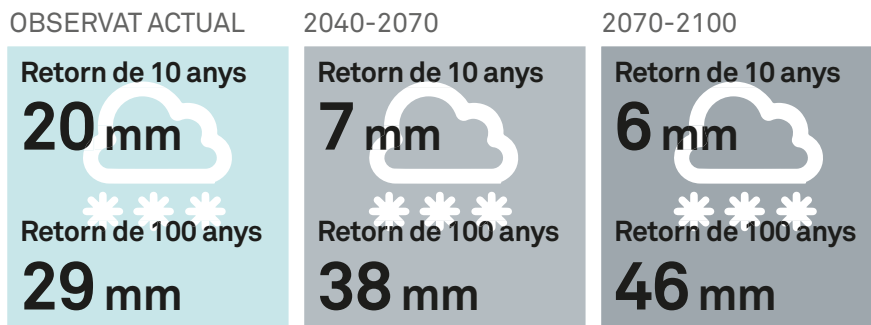 OBSERVAT ACTUAL
Retorn de 10 anys
20 mm
Retorn de 100 anys
29 mm
2040-2070
Retorn de 10 anys
7 mm
Retorn de 100 anys
38 mm
2070-2100
Retorn de 10 anys
6 mm
Retorn de 100 anys
46 mm